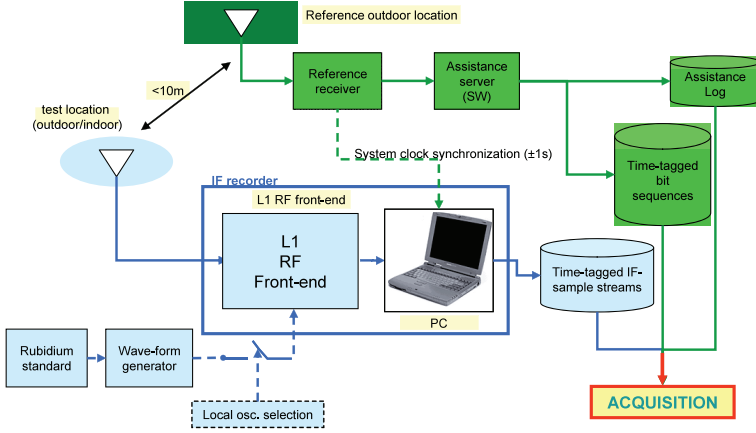 Reference outdoor location
<10m
test location
(outdoor/indoor)
Reference
receiver
Assistance
server
(SW)
Assistance
Log
System clock synchronization (±1s)
Time-tagged
bit
sequences
IF recorder
L1 RF front-end
L1
RF
Front-end
PC
Time-tagged IF-
sample streams
Rubidium
standard
Wave-form
generator
Local osc. selection
ACQUISITION